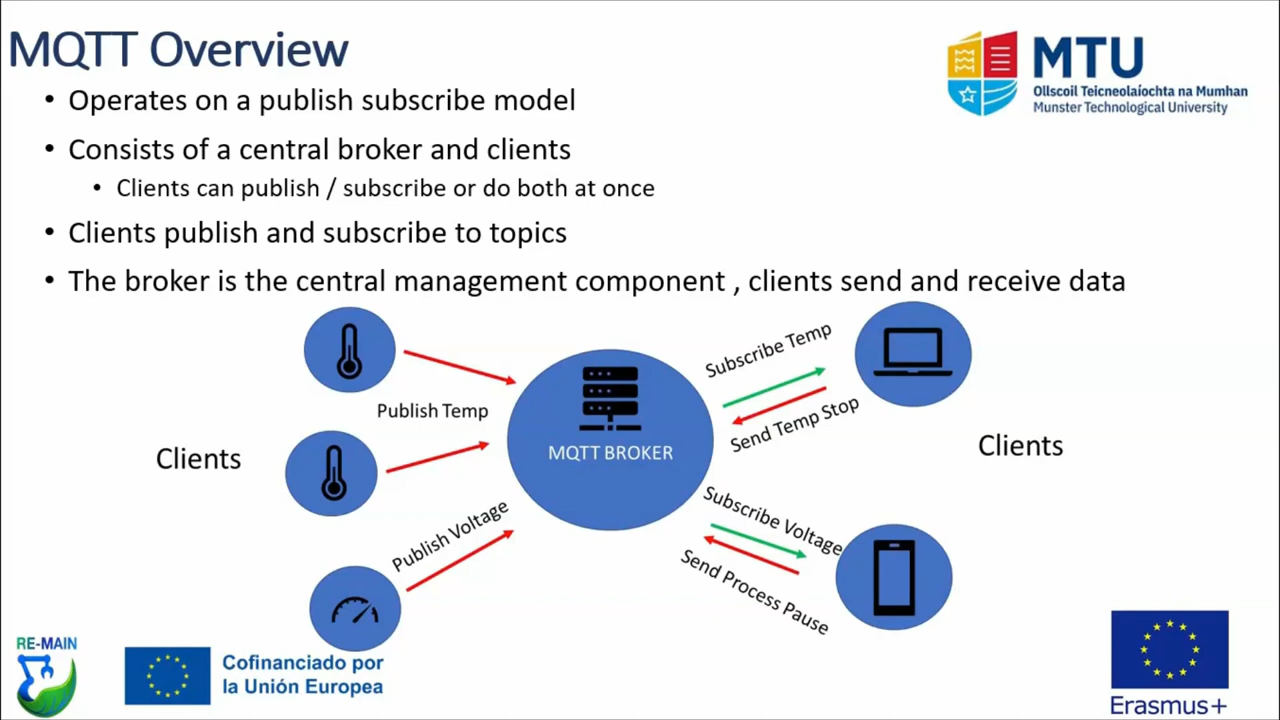 MQTT Overview
MTU
Ollscoil Teicneolaíochta na Mumhan
Munster Technological University
• Operates on a publish subscribe model
• Consists of a central broker and clients
• Clients can publish / subscribe or do both at once
• Clients publish and subscribe to topics
• The broker is the central management component , clients send and receive data
Publish Temp
Clients
Publish Voltage
MQTT BROKER
Subscribe Temp
Send Temp Stop
Clients
Subscribe Voltage
Send Process Pause
RE-MAIN
Cofinanciado por
la Unión Europea
Erasmus+